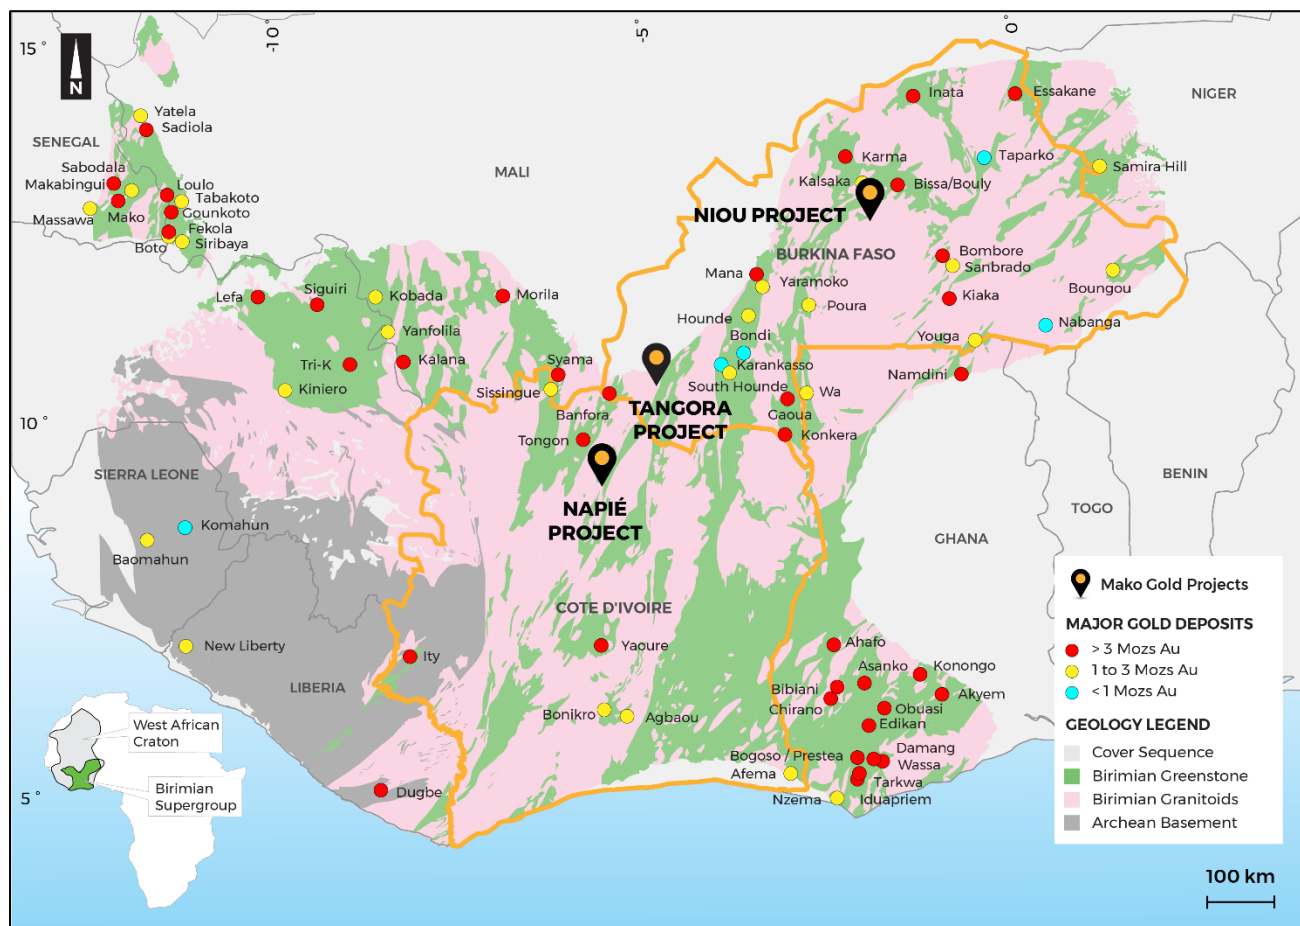 15°
-10°
-5°
0°
N
Yatela
Sadiola
SENEGAL
Sabodala
Makabingui
Massawa
Mako
Loulo
Tabakoto
Gounkoto
Fekola
Boto
Siribaya
MALI
Inata
Essakane
NIGER
Karma
Taparko
Samira Hill
Kalsaka
Bissa/Bouly
NIOU PROJECT
BURKINA FASO
Bombore
Sanbrado
Boungou
Mana
Yaramoko
Kiaka
Poura
Hounde
Nabanga
Bondi
Youga
Lefa
Siguiri
Kobada
Morila
Yanfolila
Tri-K
Kalana
Kiniero
Syama
Sissingue
Banfora
Karankasso
South Hounde
Namdini
Wa
Gaoua
Konkera
TANGORA
PROJECT
10°
Tongon
NAPIÉ
PROJECT
SIERRA LEONE
Komahun
Baomahun
BENIN
TOGO
GHANA
COTE D'IVOIRE
New Liberty
LIBERIA
Ity
Yaoure
Bonikro
Agbaou
Ahafo
Asanko
Konongo
Bibiani
Chirano
Akyem
Obuasi
Edikan
Bogoso / Prestea
Damang
Wassa
Afema
Tarkwa
Nzema
Iduapriem
Dugbe
5°
West African
Craton
Birimian
Supergroup
Mako Gold Projects
MAJOR GOLD DEPOSITS
> 3 Mozs Au
1 to 3 Mozs Au
< 1 Mozs Au
GEOLOGY LEGEND
Cover Sequence
Birimian Greenstone
Birimian Granitoids
Archean Basement
100 km